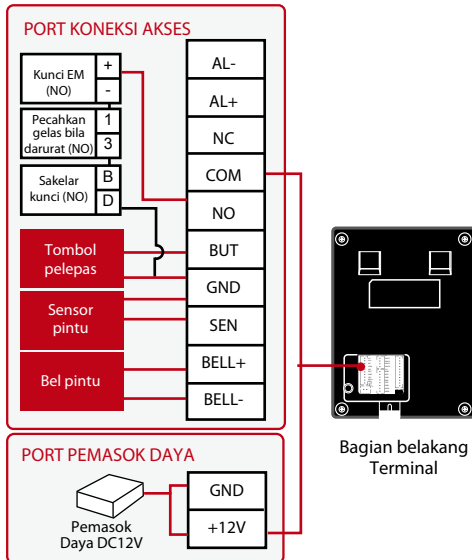 PORT KONEKSI AKSES
Kunci EM
(NO)
+
-
Pecahkan
gelas bila
darurat (NO)
1
3
Sakelar
kunci (NO)
B
D
Tombol
pelepas
Sensor
pintu
Bel pintu
AL-
AL+
NC
COM
NO
BUT
GND
SEN
BELL+
BELL-
Bagian belakang
Terminal
PORT PEMASOK DAYA
Pemasok
Daya DC12V
GND
+12V